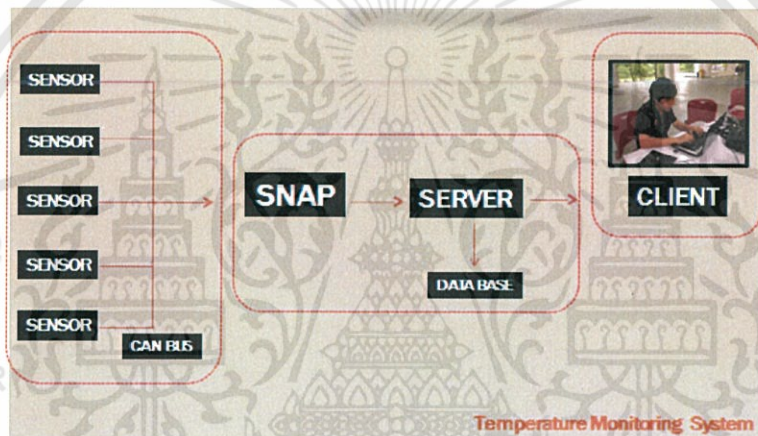 SENSOR
SENSOR
SENSOR
SENSOR
SENSOR
CAN BUS
SNAP
SERVER
DATA BASE
CLIENT
Temperature Monitoring System